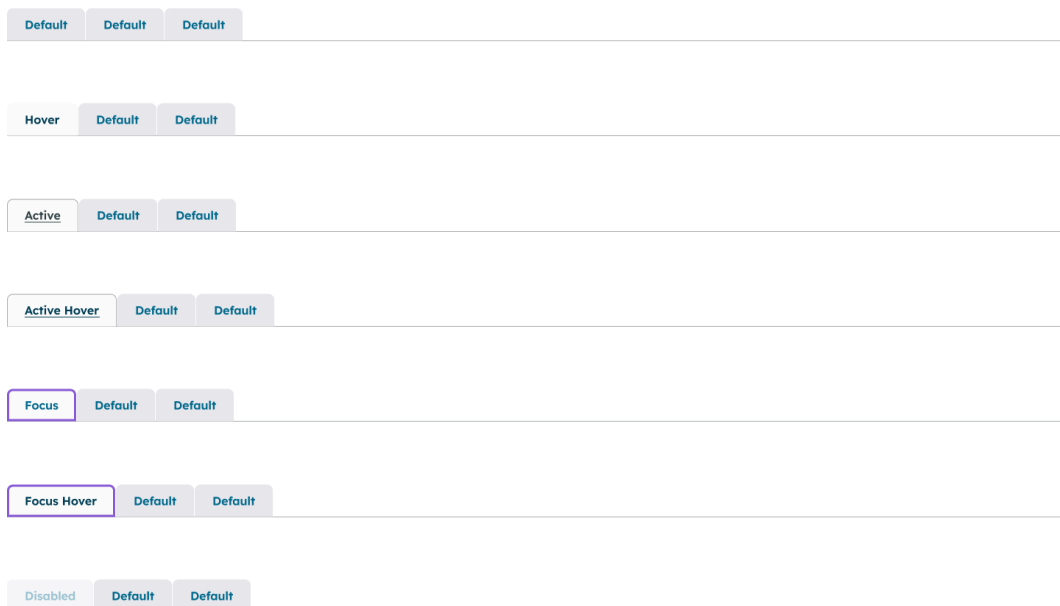 Default Default Default
Hover Default Default
Active Default Default
Active Hover Default Default
Focus Default Default
Focus Hover Default Default
Disabled Default Default